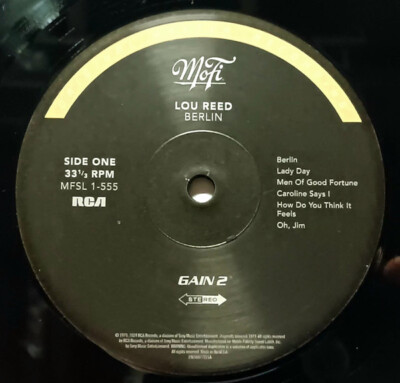 MoFi
LOU REED
BERLIN
SIDE ONE
33⅓ RPM
MFSL 1-555
RCA
Berlin
Lady Day
Men Of Good Fortune
Caroline Says I
How Do You Think It
Feels
Oh, Jim
GAIN 2
STEREO